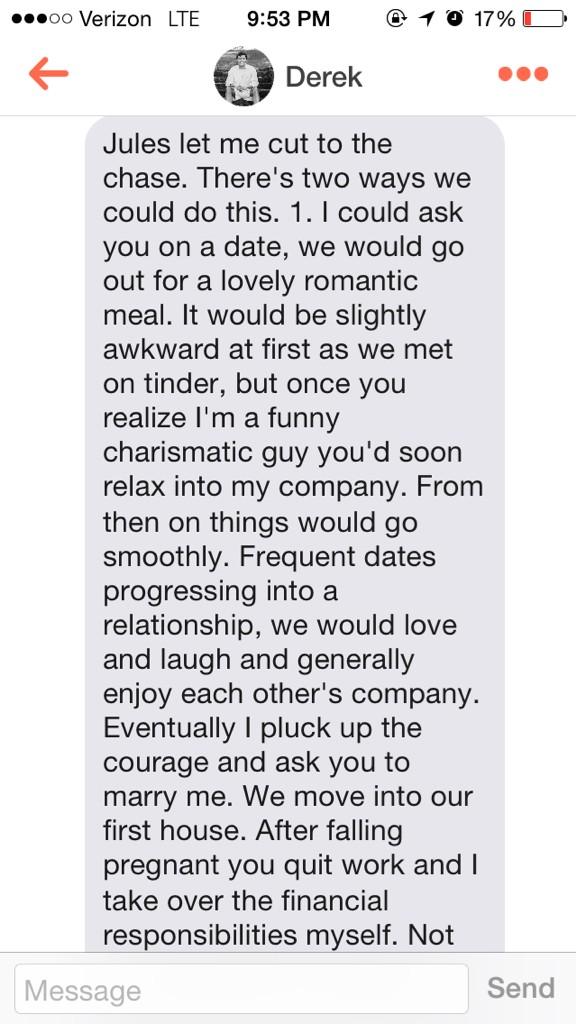 Verizon LTE 9:53 PM 17%
Derek
Jules let me cut to the
chase. There's two ways we
could do this. 1. I could ask
you on a date, we would go
out for a lovely romantic
meal. It would be slightly
awkward at first as we met
on tinder, but once you
realize I'm a funny
charismatic guy you'd soon
relax into my company. From
then on things would go
smoothly. Frequent dates
progressing into a
relationship, we would love
and laugh and generally
enjoy each other's company.
Eventually I pluck up the
courage and ask you to
marry me. We move into our
first house. After falling
pregnant you quit work and I
take over the financial
responsibilities myself. Not
Message Send